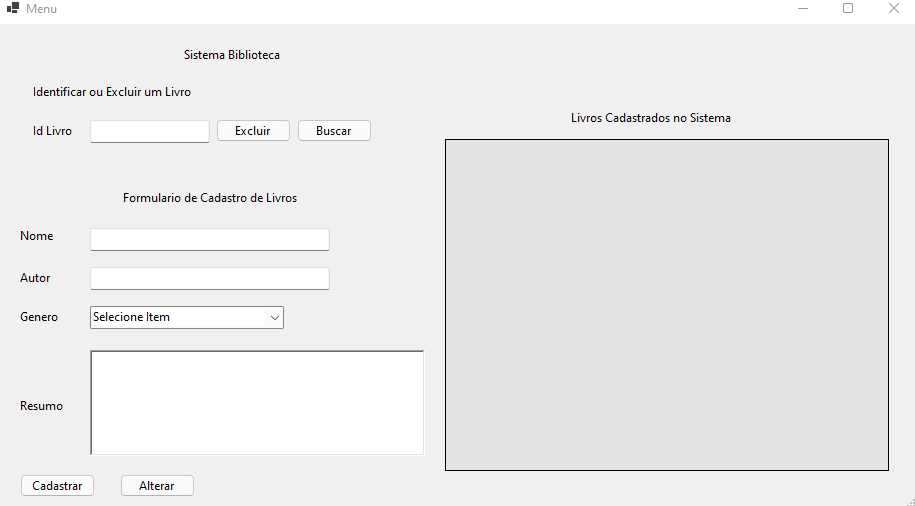 Menu
Sistema Biblioteca
Identificar ou Excluir um Livro
Id Livro
Excluir
Buscar
Livros Cadastrados no Sistema
Formulario de Cadastro de Livros
Nome
Autor
Genero
Selecione Item
Resumo
Cadastrar
Alterar